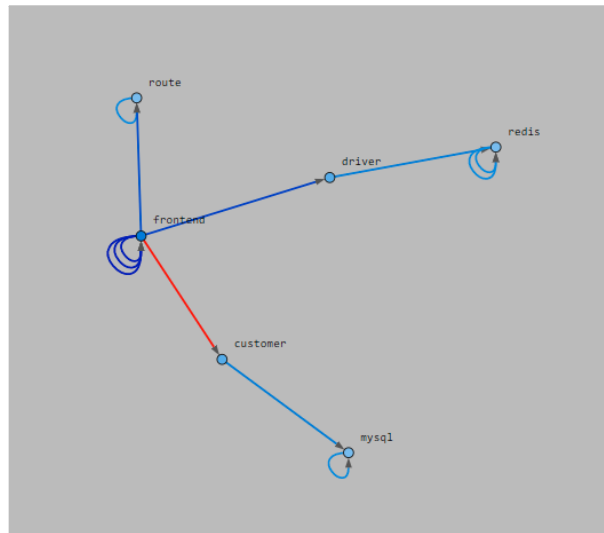 route
redis
driver
frontend
customer
mysql